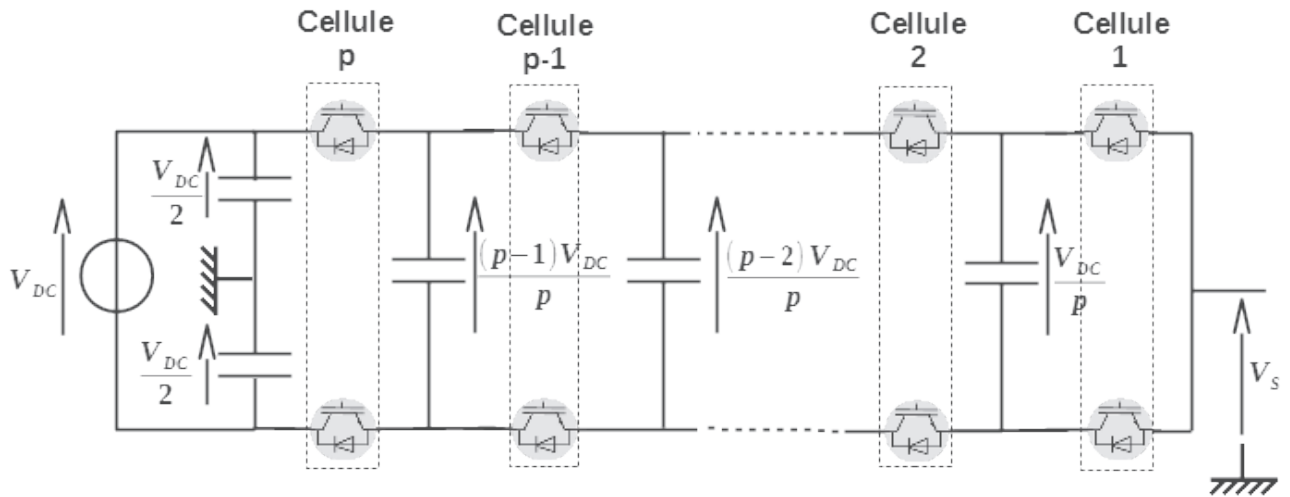 Cellule
p
Cellule
p-1
Cellule
2
Cellule
1
V_DC
V_DC
2
V_DC
2
(p−1)V_DC
p
(p−2)V_DC
p
V_DC
p
V_S